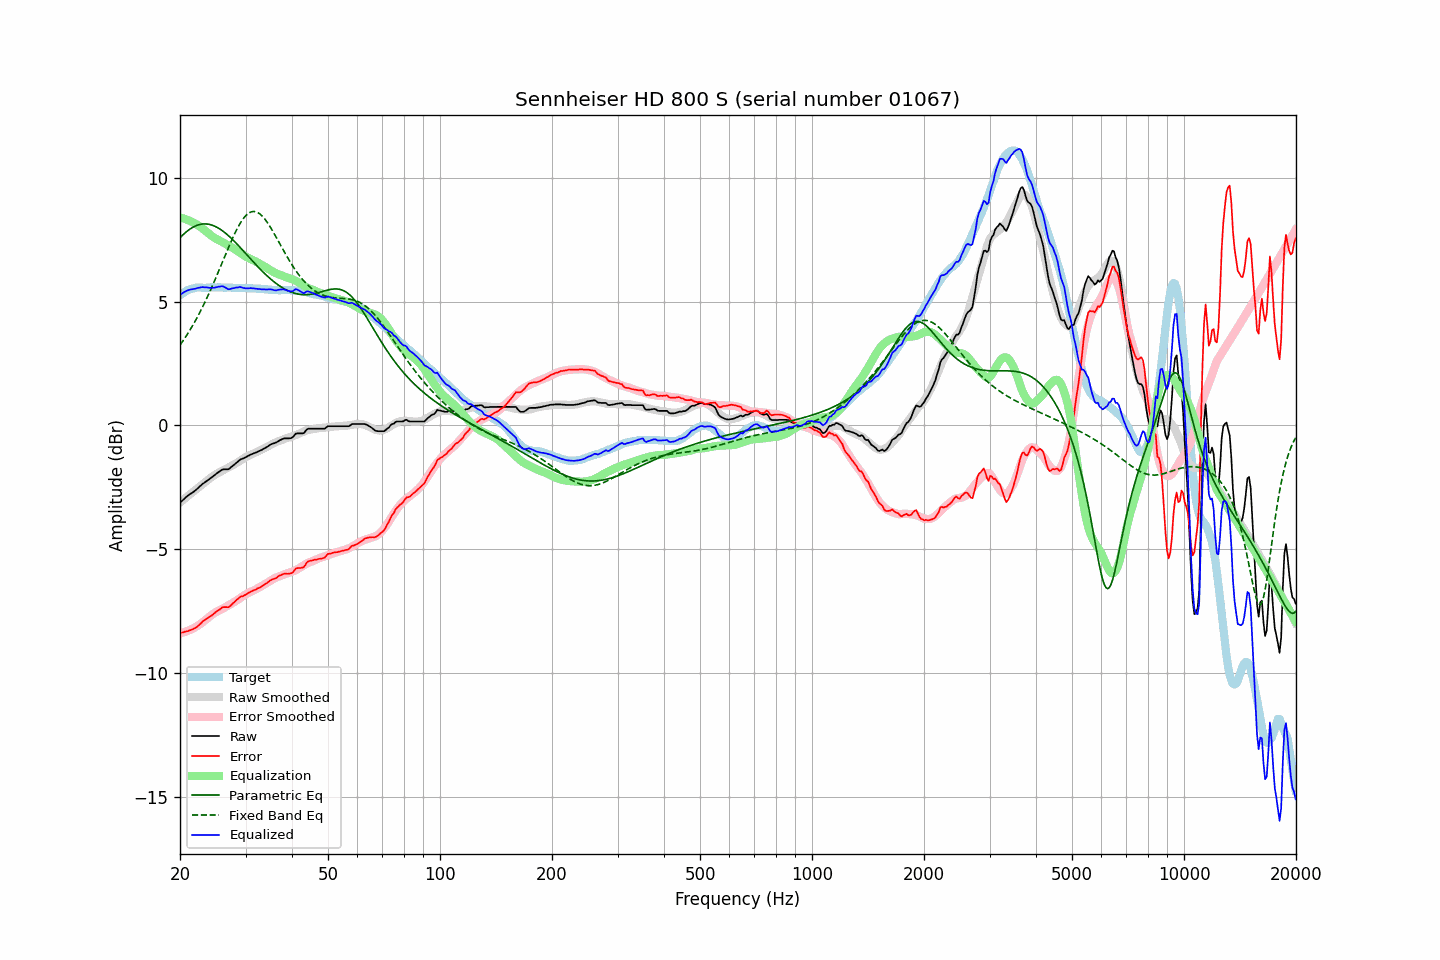 Sennheiser HD 800 S (serial number 01067)
Amplitude (dBr)
10
5
0
−5
−10
−15
Target
Raw Smoothed
Error Smoothed
Raw
Error
Equalization
Parametric Eq
Fixed Band Eq
Equalized
20 50 100 200 500 1000 2000 5000 10000 20000
Frequency (Hz)